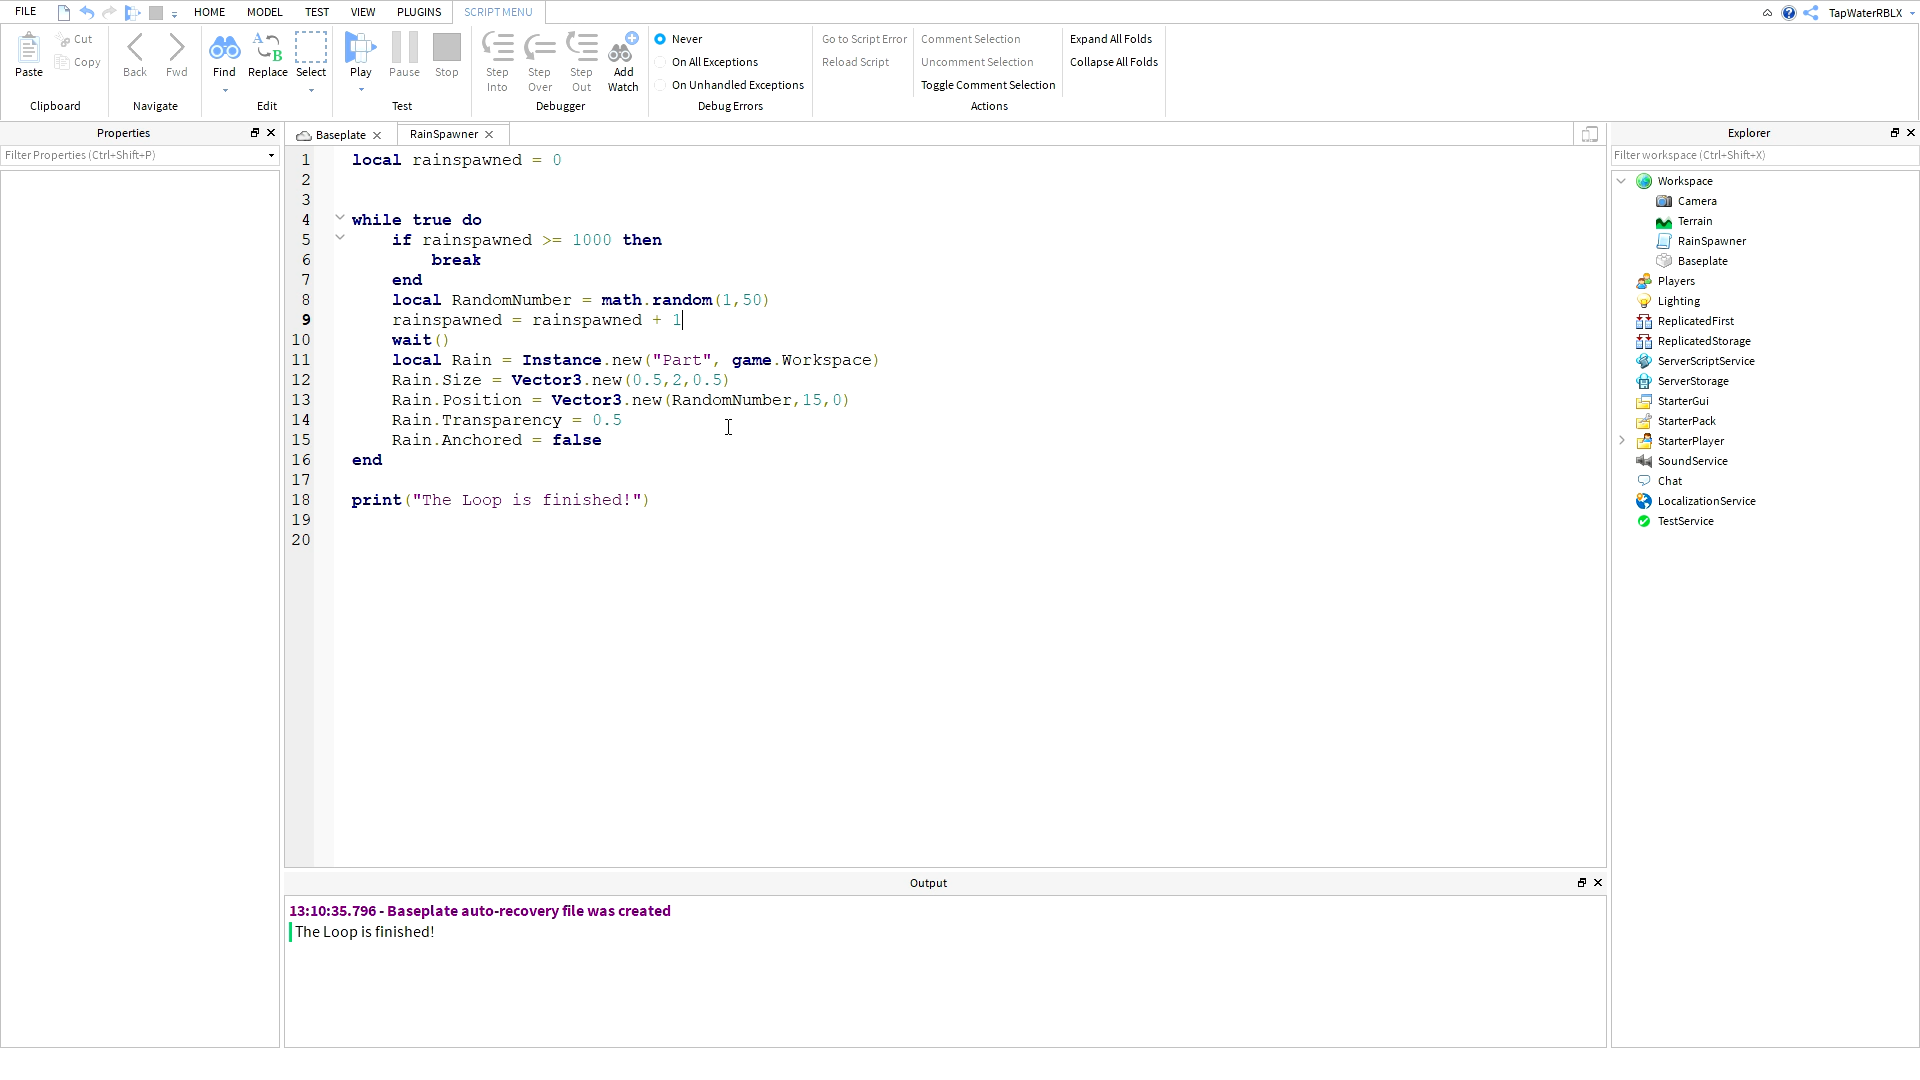 FILE HOME MODEL TEST VIEW PLUGINS SCRIPT MENU TapWaterRBLX
Paste
Cut
Copy
Clipboard
Back Fwd
Navigate
Find Replace Select
Edit
Play Pause Stop
Test
Step Into
Step Over
Step Out
Add Watch
Debugger
Never
On All Exceptions
On Unhandled Exceptions
Debug Errors
Go to Script Error
Reload Script
Comment Selection
Uncomment Selection
Toggle Comment Selection
Actions
Expand All Folds
Collapse All Folds
Properties
Filter Properties (Ctrl+Shift+P)
Baseplate RainSpawner
1 local rainspawned = 0
2
3
4 while true do
5 if rainspawned >= 1000 then
6 break
7 end
8 local RandomNumber = math.random(1,50)
9 rainspawned = rainspawned + 1
10 wait()
11 local Rain = Instance.new("Part", game.Workspace)
12 Rain.Size = Vector3.new(0.5,2,0.5)
13 Rain.Position = Vector3.new(RandomNumber,15,0)
14 Rain.Transparency = 0.5
15 Rain.Anchored = false
16 end
17
18 print("The Loop is finished!")
19
20
Output
13:10:35.796 - Baseplate auto-recovery file was created
The Loop is finished!
Explorer
Filter workspace (Ctrl+Shift+X)
Workspace
Camera
Terrain
RainSpawner
Baseplate
Players
Lighting
ReplicatedFirst
ReplicatedStorage
ServerScriptService
ServerStorage
StarterGui
StarterPack
StarterPlayer
SoundService
Chat
LocalizationService
TestService